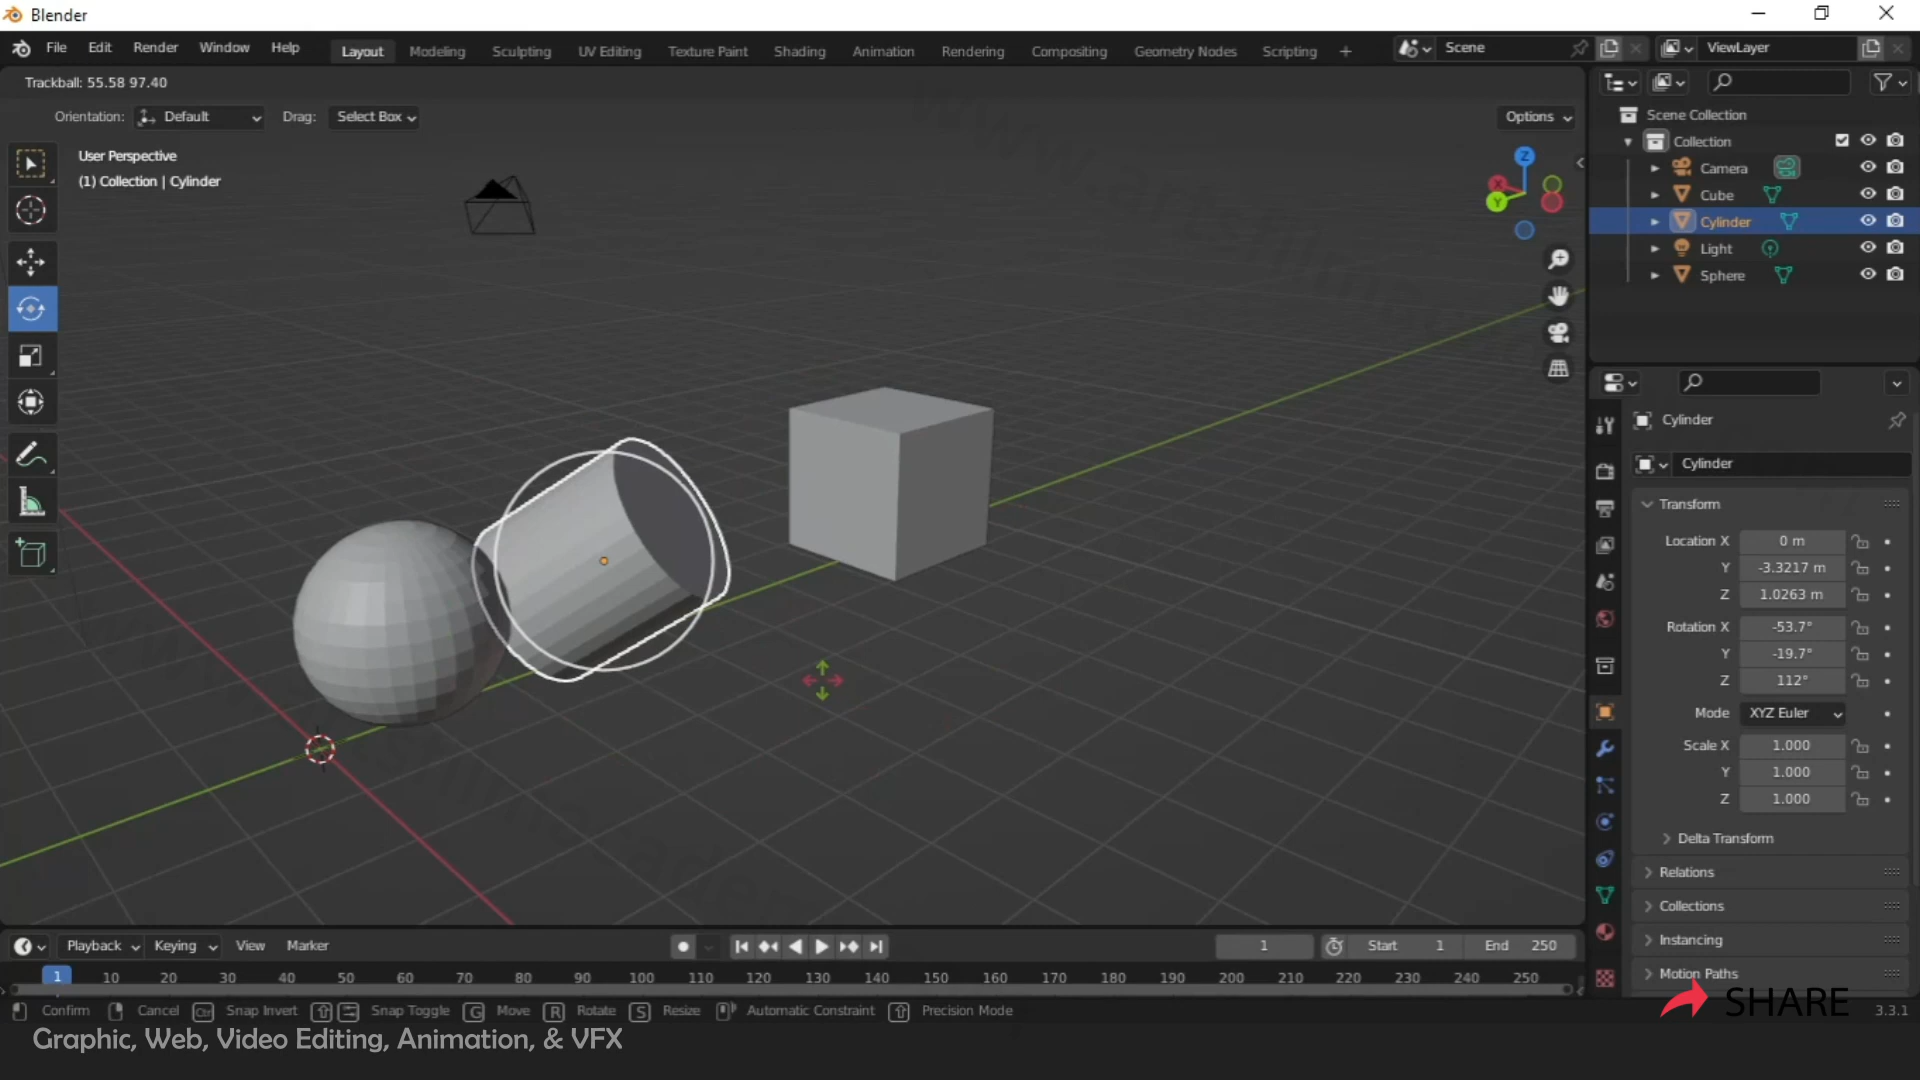 Blender
File Edit Render Window Help Layout Modeling Sculpting UV Editing Texture Paint Shading Animation Rendering Compositing Geometry Nodes Scripting + Scene ViewLayer
Trackball: 55.58 97.40
Orientation: Default Drag: Select Box Options
User Perspective
(1) Collection | Cylinder
Z
X
Y
Scene Collection
Collection
Camera
Cube
Cylinder
Light
Sphere
Cylinder
Cylinder
Transform
Location X 0 m
Y -3.3217 m
Z 1.0263 m
Rotation X -53.7°
Y -19.7°
Z 112°
Mode XYZ Euler
Scale X 1.000
Y 1.000
Z 1.000
Delta Transform
Relations
Collections
Instancing
Motion Paths
Playback Keying View Marker 1 Start 1 End 250
1 10 20 30 40 50 60 70 80 90 100 110 120 130 140 150 160 170 180 190 200 210 220 230 240 250
Confirm Cancel Ctrl Snap Invert Snap Toggle G Move R Rotate S Resize Automatic Constraint Precision Mode 3.3.1
SHARE
Graphic, Web, Video Editing, Animation, & VFX